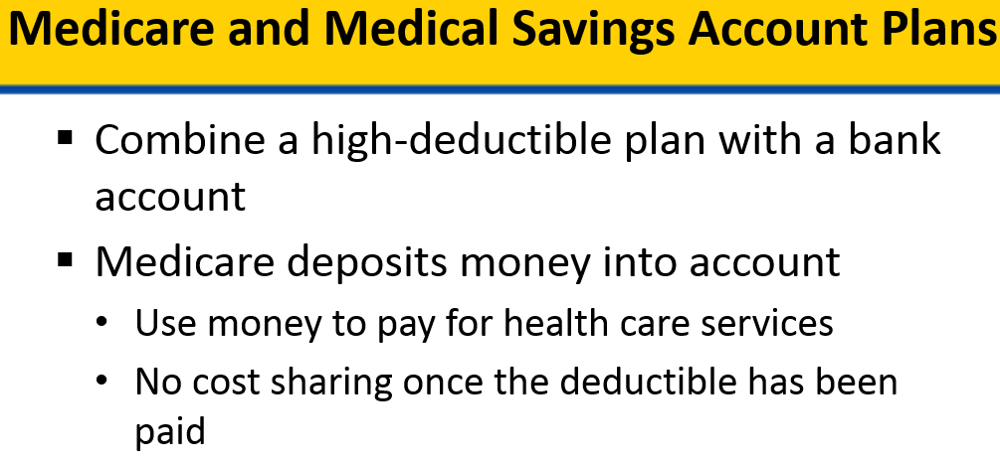 Medicare and Medical Savings Account Plans
▪ Combine a high-deductible plan with a bank
account
▪ Medicare deposits money into account
• Use money to pay for health care services
• No cost sharing once the deductible has been
paid